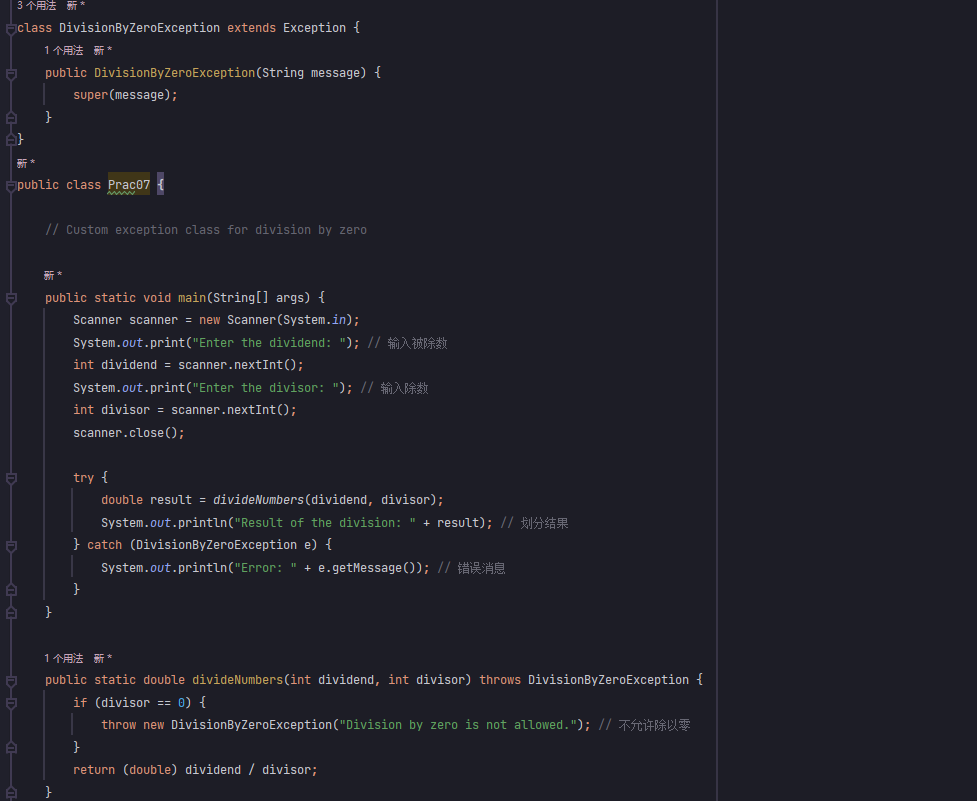 3 个用法   新 *
class DivisionByZeroException extends Exception {
1 个用法   新 *
public DivisionByZeroException(String message) {
super(message);
}
}
新 *
public class Prac07 {
// Custom exception class for division by zero
新 *
public static void main(String[] args) {
Scanner scanner = new Scanner(System.in);
System.out.print("Enter the dividend: "); // 输入被除数
int dividend = scanner.nextInt();
System.out.print("Enter the divisor: "); // 输入除数
int divisor = scanner.nextInt();
scanner.close();
try {
double result = divideNumbers(dividend, divisor);
System.out.println("Result of the division: " + result); // 划分结果
} catch (DivisionByZeroException e) {
System.out.println("Error: " + e.getMessage()); // 错误消息
}
}
1 个用法   新 *
public static double divideNumbers(int dividend, int divisor) throws DivisionByZeroException {
if (divisor == 0) {
throw new DivisionByZeroException("Division by zero is not allowed."); // 不允许除以零
}
return (double) dividend / divisor;
}